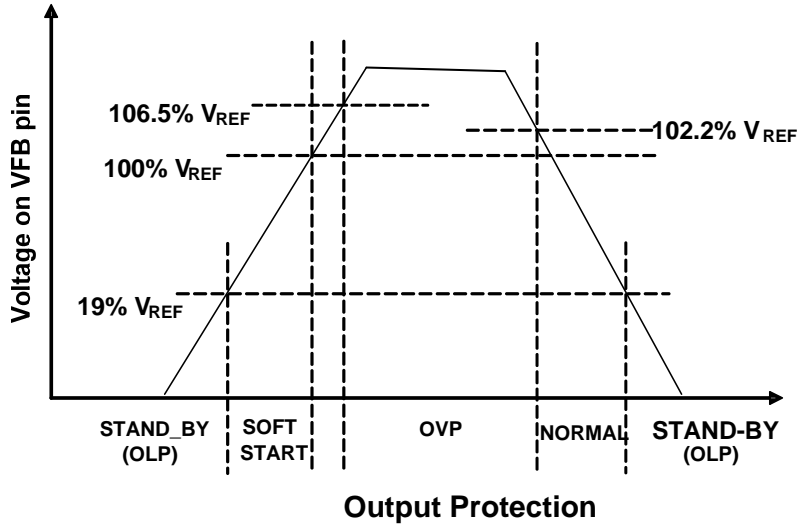 Voltage on VFB pin
106.5% VREF
102.2% VREF
100% VREF
19% VREF
STAND_BY
(OLP)
SOFT
START
OVP
NORMAL
STAND-BY
(OLP)
Output Protection